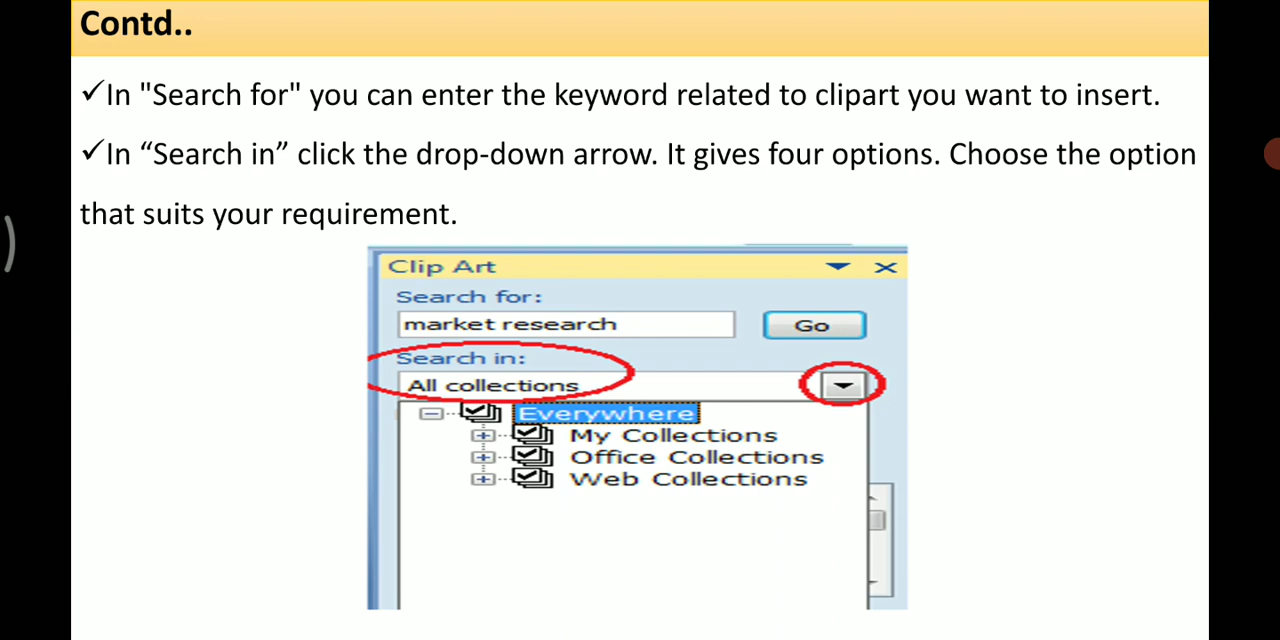 Contd..
✓In "Search for" you can enter the keyword related to clipart you want to insert.
✓In “Search in” click the drop-down arrow. It gives four options. Choose the option
that suits your requirement.
Clip Art
Search for:
market research
Go
Search in:
All collections
Everywhere
My Collections
Office Collections
Web Collections